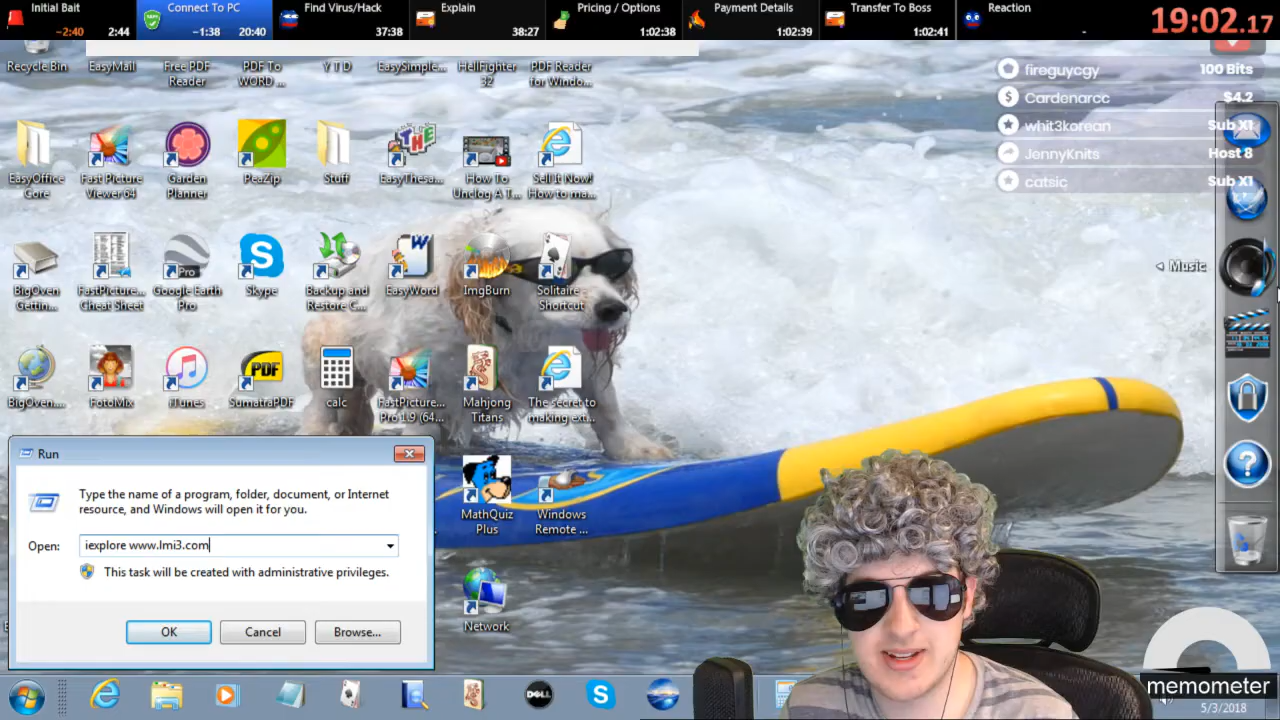 Initial Bait
-2:40 2:44
Connect To PC
-1:38 20:40
Find Virus/Hack
37:38
Explain
38:27
Pricing / Options
1:02:38
Payment Details
1:02:39
Transfer To Boss
1:02:41
Reaction
-
19:02.17
Recycle Bin
EasyMail
Free PDF
Reader
PDF To
WORD ...
Y T D
EasySimple...
HellFighter
32
PDF Reader
for Windo...
fireguycgy 100 Bits
Cardenarcc $4.2
whit3korean Sub X1
JennyKnits Host 8
catsic Sub X1
EasyOffice
Core
Fast Picture
Viewer 64
Garden
Planner
PeaZip
Stuff
EasyThesa...
How To
Unclog A T...
Sell It Now!
How to ma...
Music
BigOven
Gettin...
FastPicture...
Cheat Sheet
Google Earth
Pro
Skype
Backup and
Restore C...
EasyWord
ImgBurn
Solitaire -
Shortcut
BigOven....
FotoMix
iTunes
SumatraPDF
calc
FastPicture...
Pro 1.9 (64...
Mahjong
Titans
The secret to
making ext...
MathQuiz
Plus
Windows
Remote ...
Network
Run
Type the name of a program, folder, document, or Internet
resource, and Windows will open it for you.
Open: iexplore www.lmi3.com
This task will be created with administrative privileges.
OK Cancel Browse...
DELL
memometer
5/3/2018